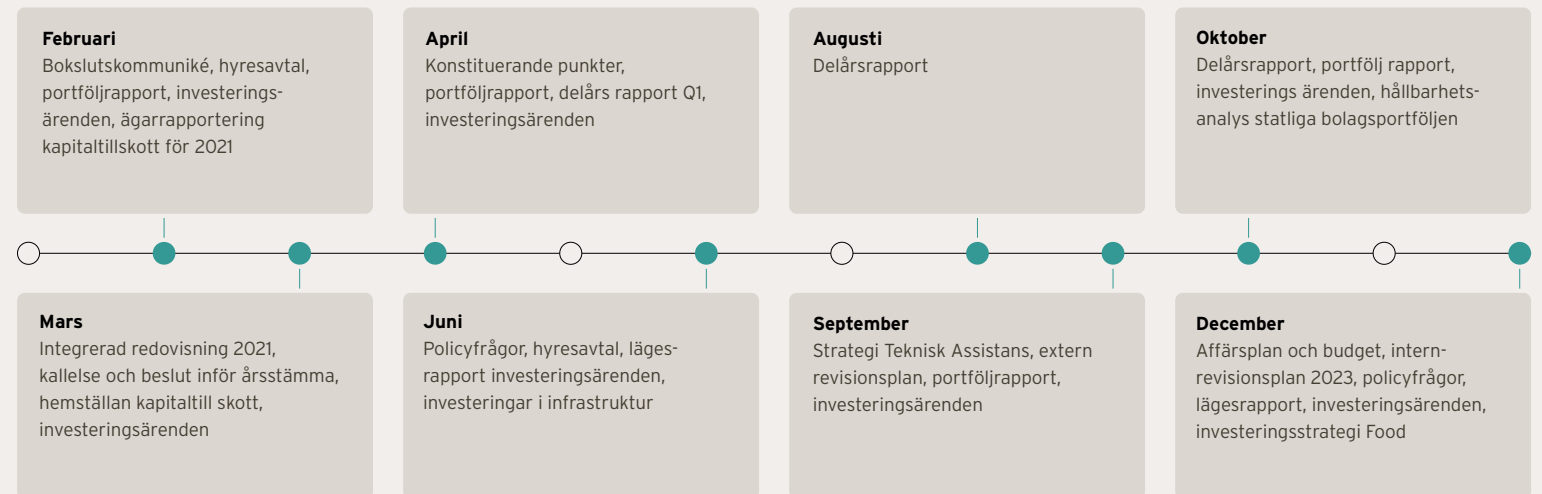 Februari
Bokslutskommuniké, hyresavtal,
portföljrapport, investerings-
ärenden, ägarrapportering
kapitaltillskott för 2021
April
Konstituerande punkter,
portföljrapport, delårs rapport Q1,
investeringsärenden
Augusti
Delårsrapport
Oktober
Delårsrapport, portfölj rapport,
investerings ärenden, hållbarhets-
analys statliga bolagsportföljen
Mars
Integrerad redovisning 2021,
kallelse och beslut inför årsstämma,
hemställan kapitaltill skott,
investeringsärenden
Juni
Policyfrågor, hyresavtal, läges-
rapport investeringsärenden,
investeringar i infrastruktur
September
Strategi Teknisk Assistans, extern
revisionsplan, portföljrapport,
investeringsärenden
December
Affärsplan och budget, intern-
revisionsplan 2023, policyfrågor,
lägesrapport, investeringsärenden,
investeringsstrategi Food